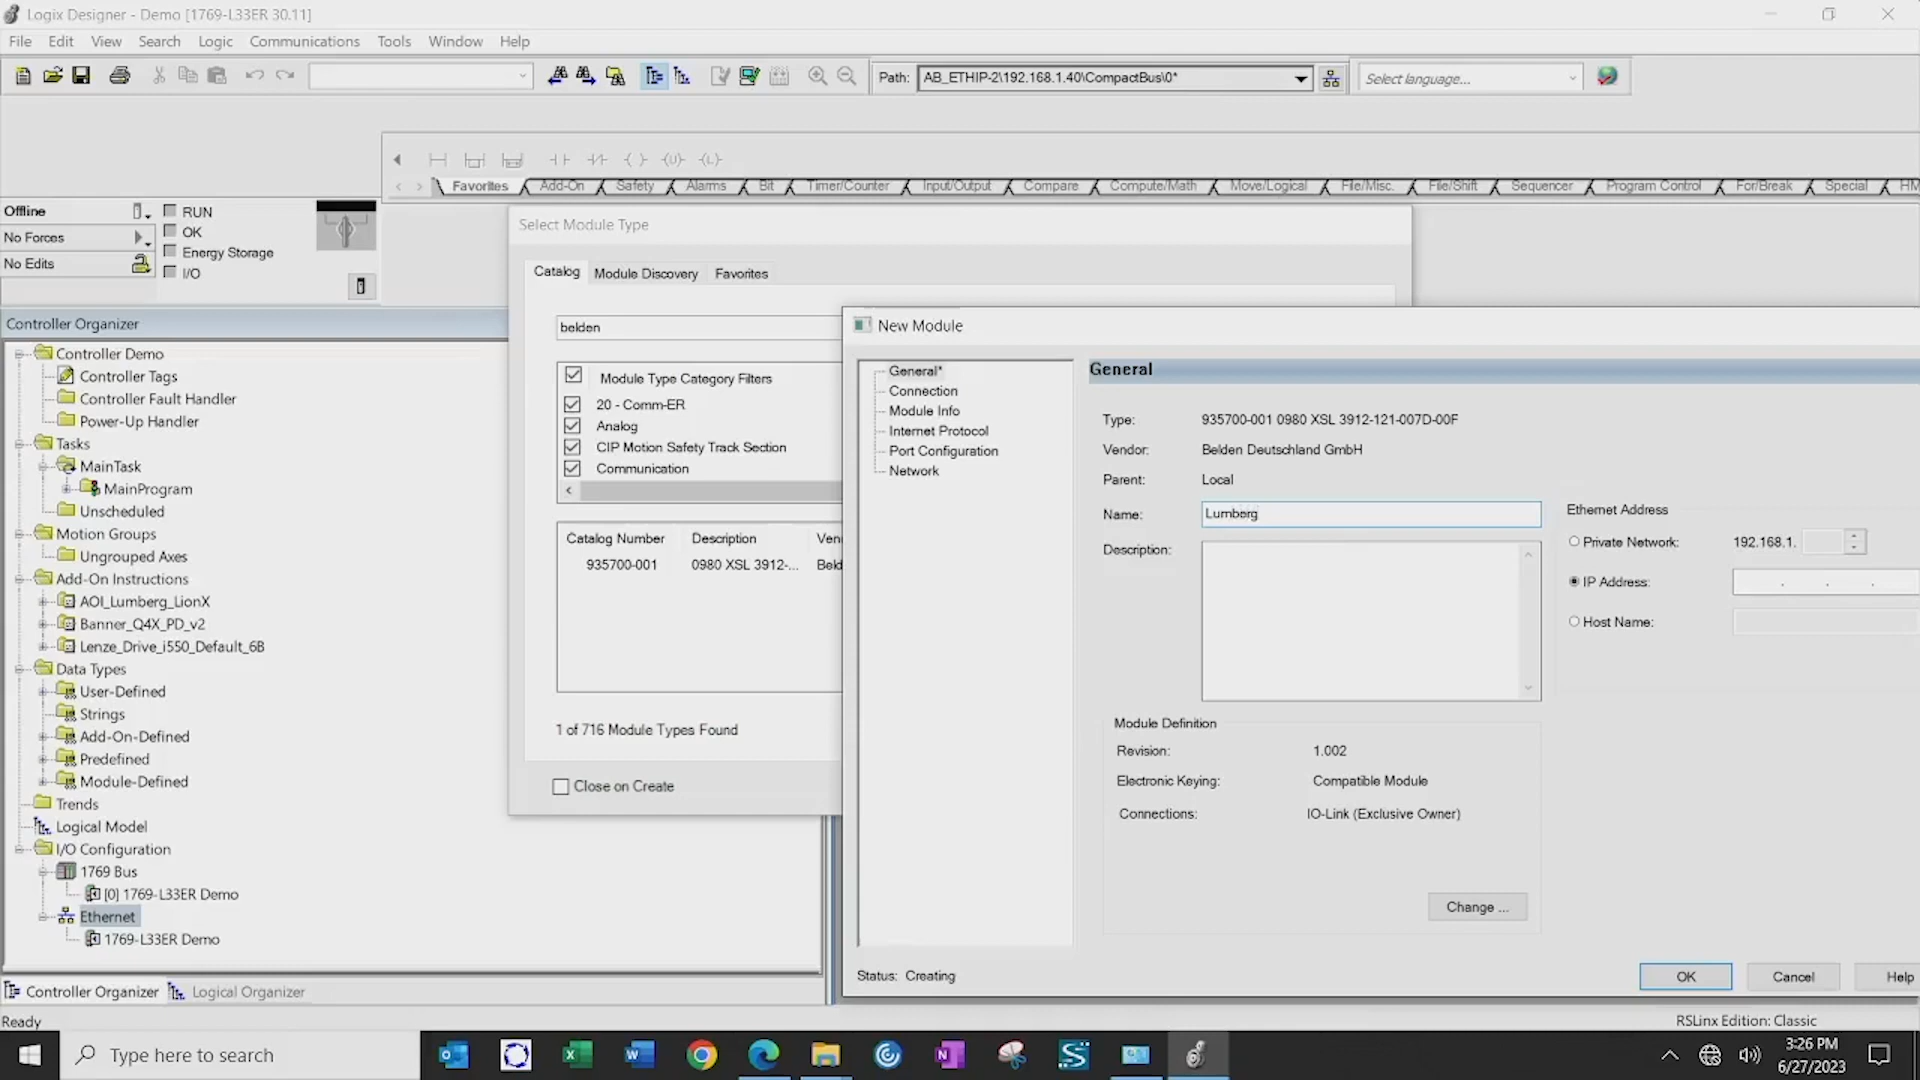 Logix Designer - Demo [1769-L33ER 30.11]
File Edit View Search Logic Communications Tools Window Help
Path: AB_ETHIP-2\192.168.1.40\CompactBus\0* Select language...
Favorites Add-On Safety Alarms Bit Timer/Counter Input/Output Compare Compute/Math Move/Logical File/Misc. File/Shift Sequencer Program Control For/Break Special HM
Offline RUN
OK
No Forces
Energy Storage
No Edits
I/O
Controller Organizer
Controller Demo
Controller Tags
Controller Fault Handler
Power-Up Handler
Tasks
MainTask
MainProgram
Unscheduled
Motion Groups
Ungrouped Axes
Add-On Instructions
AOI_Lumberg_LionX
Banner_Q4X_PD_v2
Lenze_Drive_i550_Default_6B
Data Types
User-Defined
Strings
Add-On-Defined
Predefined
Module-Defined
Trends
Logical Model
I/O Configuration
1769 Bus
[0] 1769-L33ER Demo
Ethernet
1769-L33ER Demo
Controller Organizer Logical Organizer
Ready
Select Module Type
Catalog Module Discovery Favorites
belden
Module Type Category Filters
20 - Comm-ER
Analog
CIP Motion Safety Track Section
Communication
Catalog Number Description Ven
935700-001 0980 XSL 3912-... Beld
1 of 716 Module Types Found
Close on Create
New Module
General*
Connection
Module Info
Internet Protocol
Port Configuration
Network
General
Type: 935700-001 0980 XSL 3912-121-007D-00F
Vendor: Belden Deutschland GmbH
Parent: Local
Name: Lumberg
Description:
Ethernet Address
Private Network: 192.168.1.
IP Address: . . .
Host Name:
Module Definition
Revision: 1.002
Electronic Keying: Compatible Module
Connections: IO-Link (Exclusive Owner)
Change ...
Status: Creating
OK Cancel Help
RSLinx Edition: Classic
Type here to search
3:26 PM
6/27/2023